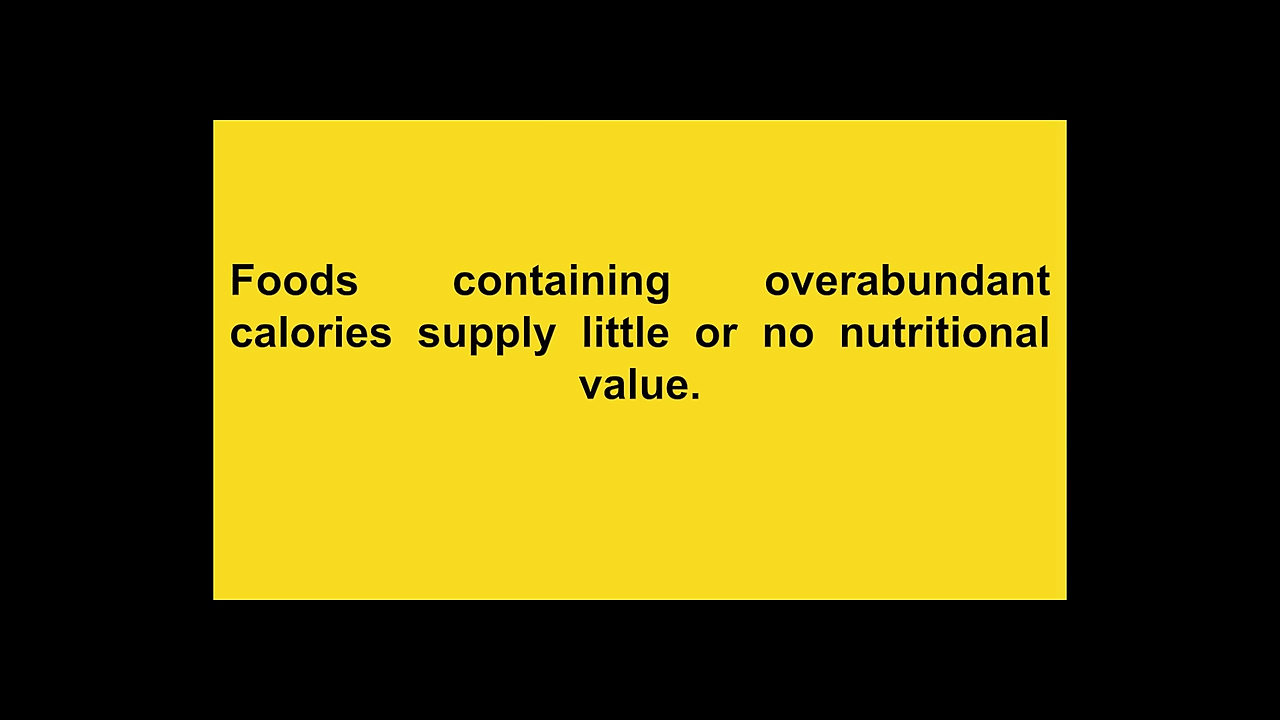 Foods containing overabundant
calories supply little or no nutritional
value.